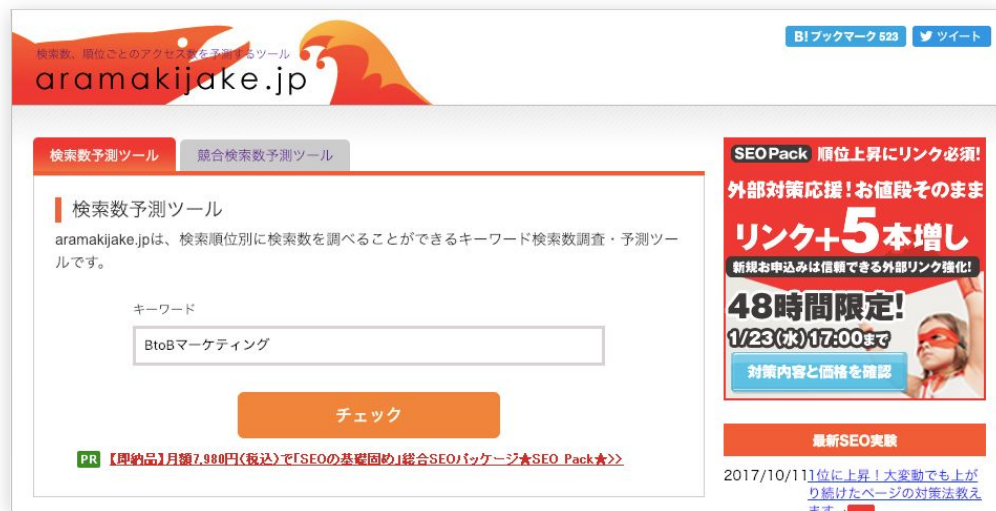 検索数、順位ごとのアクセス数を予測するツール
aramakijake.jp
B!ブックマーク 523
ツイート
検索数予測ツール
競合検索数予測ツール
検索数予測ツール
aramakijake.jpは、検索順位別に検索数を調べることができるキーワード検索数調査・予測ツー
ルです。
キーワード
BtoBマーケティング
チェック
PR 【即納品】月額7,980円(税込)で「SEOの基礎固め」総合SEOパッケージ★SEO Pack★>>
SEO Pack 順位上昇にリンク必須!
外部対策応援!お値段そのまま
リンク+5本増し
新規お申込みは信頼できる外部リンク強化!
48時間限定!
1/23(水)17:00まで
対策内容と価格を確認
最新SEO実験
2017/10/11 1位に上昇!大変動でも上が
り続けたページの対策法教え
ます